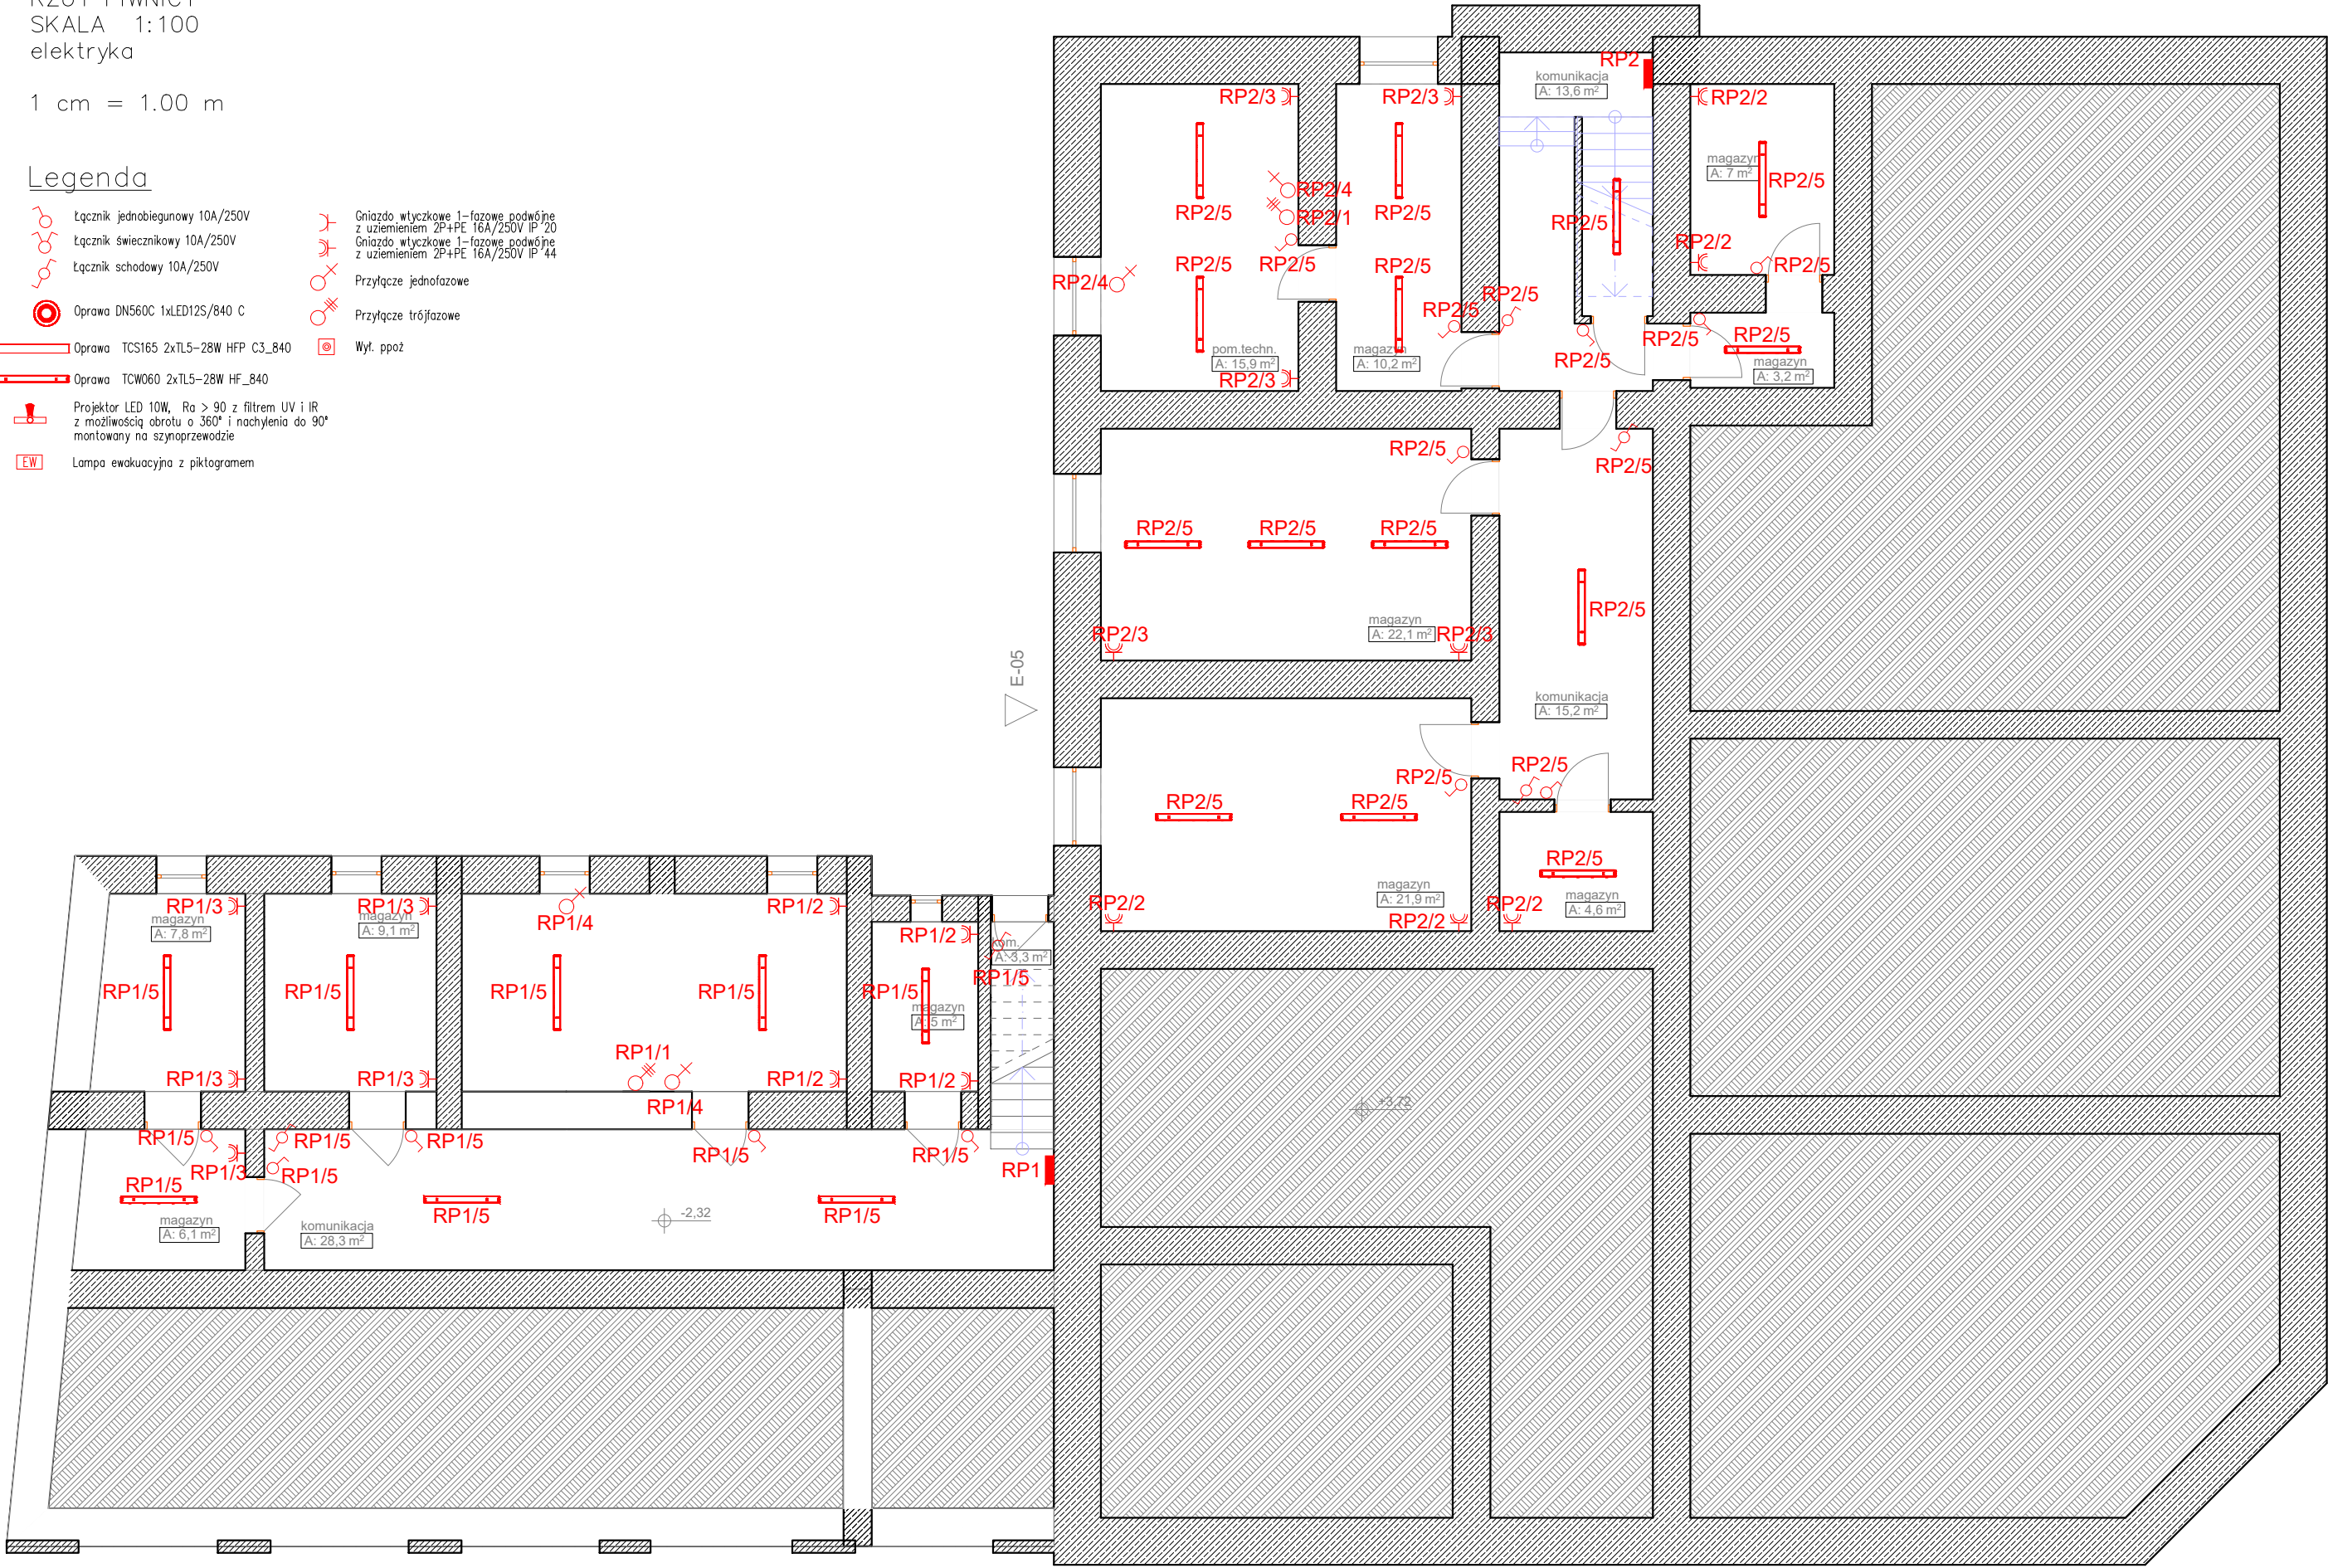 RZUT PIWNICY
SKALA 1:100
elektryka
1 cm = 1.00 m
Legenda
Łącznik jednobiegunowy 10A/250V
Łącznik świecznikowy 10A/250V
Łącznik schodowy 10A/250V
Oprawa DN560C 1xLED12S/840 C
Oprawa TCS165 2xTL5-28W HFP C3_840
Oprawa TCW060 2xTL5-28W HF_840
Projektor LED 10W, Ra > 90 z filtrem UV i IR
z możliwością obrotu o 360° i nachylenia do 90°
montowany na szynoprzewodzie
EW
Lampa ewakuacyjna z piktogramem
Gniazdo wtyczkowe 1-fazowe podwójne
z uziemieniem 2P+PE 16A/250V IP 20
Gniazdo wtyczkowe 1-fazowe podwójne
z uziemieniem 2P+PE 16A/250V IP 44
Przyłącze jednofazowe
Przyłącze trójfazowe
Wył. ppoż
RP2
komunikacja
A: 13,6 m²
RP2/3
RP2/3
RP2/2
magazyn
A: 7 m²
RP2/5
RP2/4
RP2/1
RP2/5
RP2/5
RP2/5
RP2/2
RP2/5
RP2/5
RP2/5
RP2/5
RP2/4
RP2/5
RP2/5
RP2/5
RP2/5
RP2/5
pom.techn.
A: 15,9 m²
magazyn
A: 10,2 m²
RP2/5
magazyn
A: 3,2 m²
RP2/3
RP2/5
RP2/5
RP2/5
RP2/5
RP2/5
RP2/5
magazyn
A: 22,1 m²
RP2/3
RP2/3
E-05
komunikacja
A: 15,2 m²
RP2/5
RP2/5
RP2/5
RP2/5
RP2/5
magazyn
A: 21,9 m²
magazyn
A: 4,6 m²
RP2/2
RP2/2
RP2/2
RP1/3
magazyn
A: 7,8 m²
RP1/3
magazyn
A: 9,1 m²
RP1/4
RP1/2
RP1/2
kom.
A: 3,3 m²
RP1/5
RP1/5
RP1/5
RP1/5
RP1/5
RP1/5
magazyn
A: 5 m²
RP1/1
RP1/3
RP1/3
RP1/4
RP1/2
RP1/2
+3,72
RP1/5
RP1/5
RP1/5
RP1/5
RP1/5
RP1/3
RP1/5
RP1
RP1/5
RP1/5
RP1/5
-2,32
magazyn
A: 6,1 m²
komunikacja
A: 28,3 m²